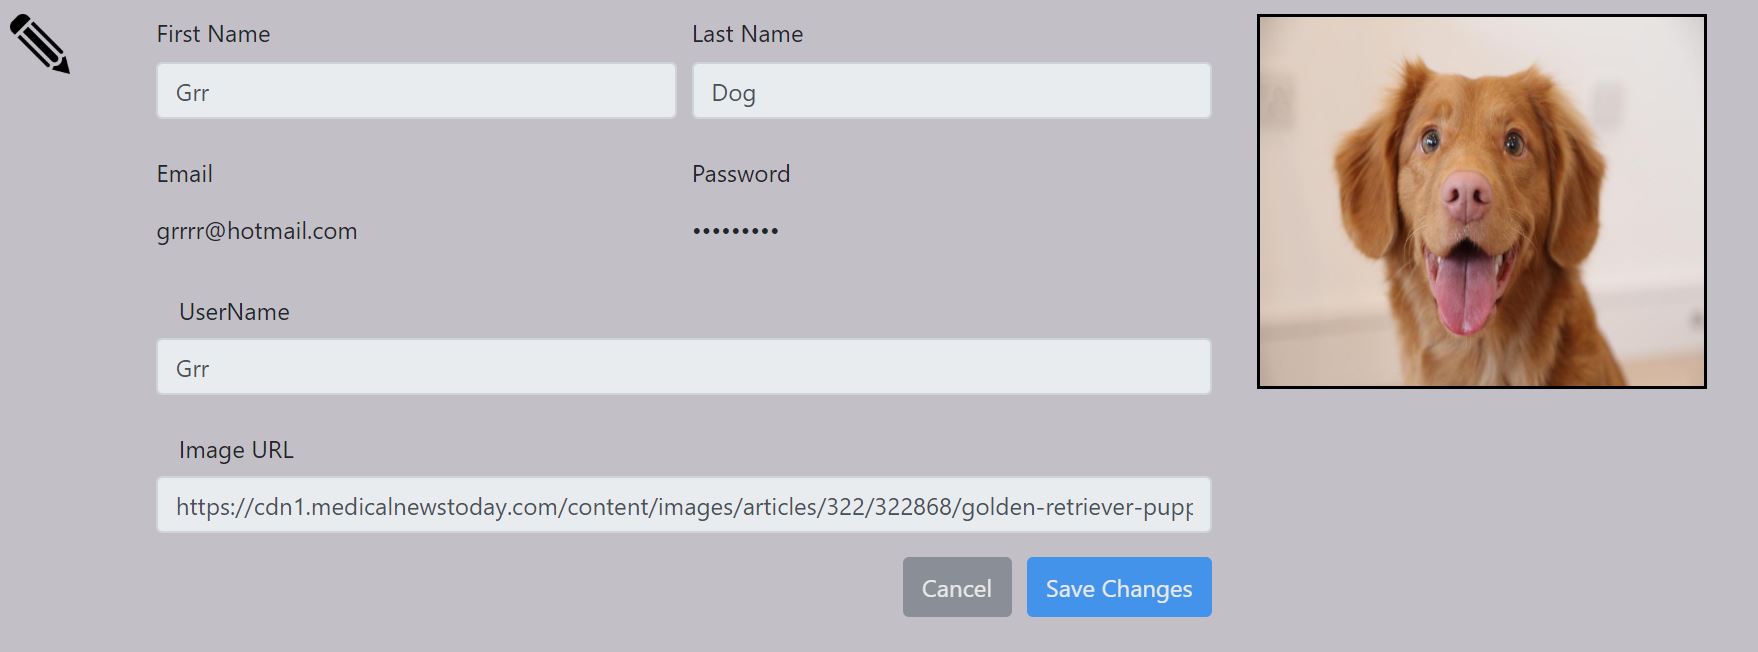 First Name Last Name
Grr Dog
Email Password
grrrr@hotmail.com •••••••••
UserName
Grr
Image URL
https://cdn1.medicalnewstoday.com/content/images/articles/322/322868/golden-retriever-pupp
Cancel Save Changes